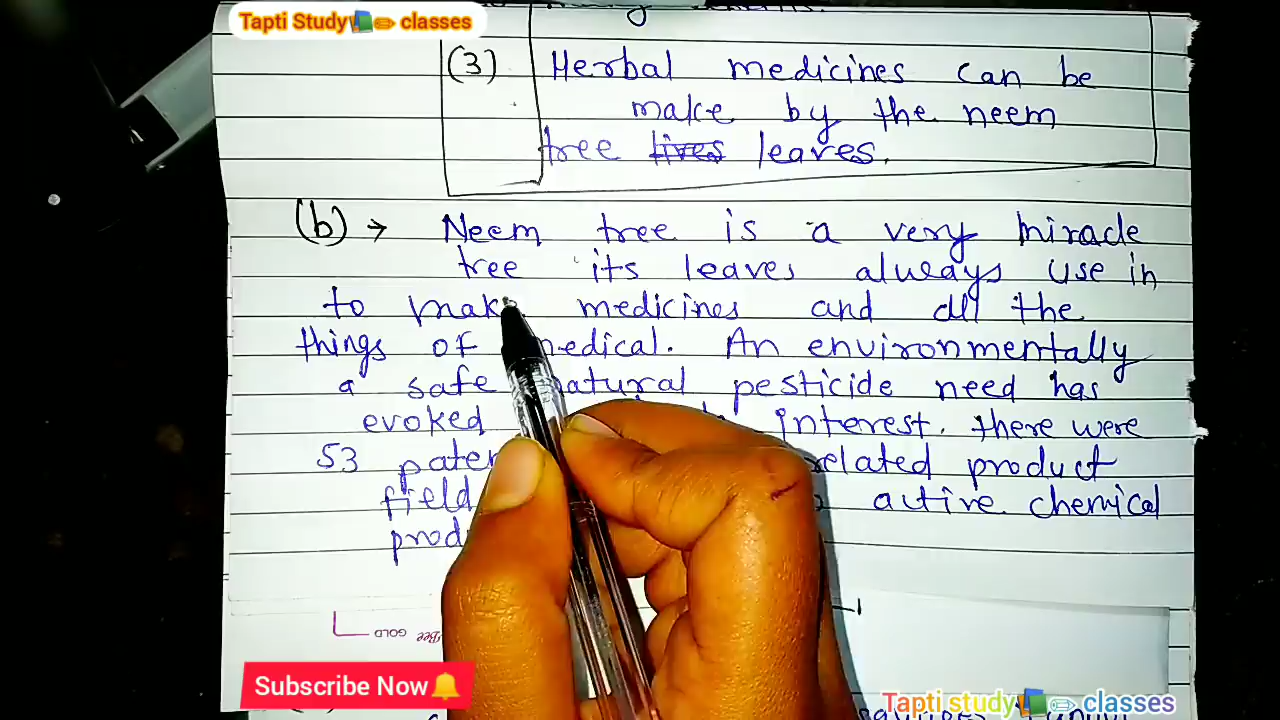 Tapti Study classes
(3) Herbal medicines can be
make by the neem
tree lives leaves.
(b) → Neem tree is a very miracle
tree its leaves always use in
to mak medicines and all the
things of medical. An environmentally
a safe natural pesticide need has
evoked interest. there were
53 related product
field active chemical
GOLD
Subscribe Now
Tapti study classes